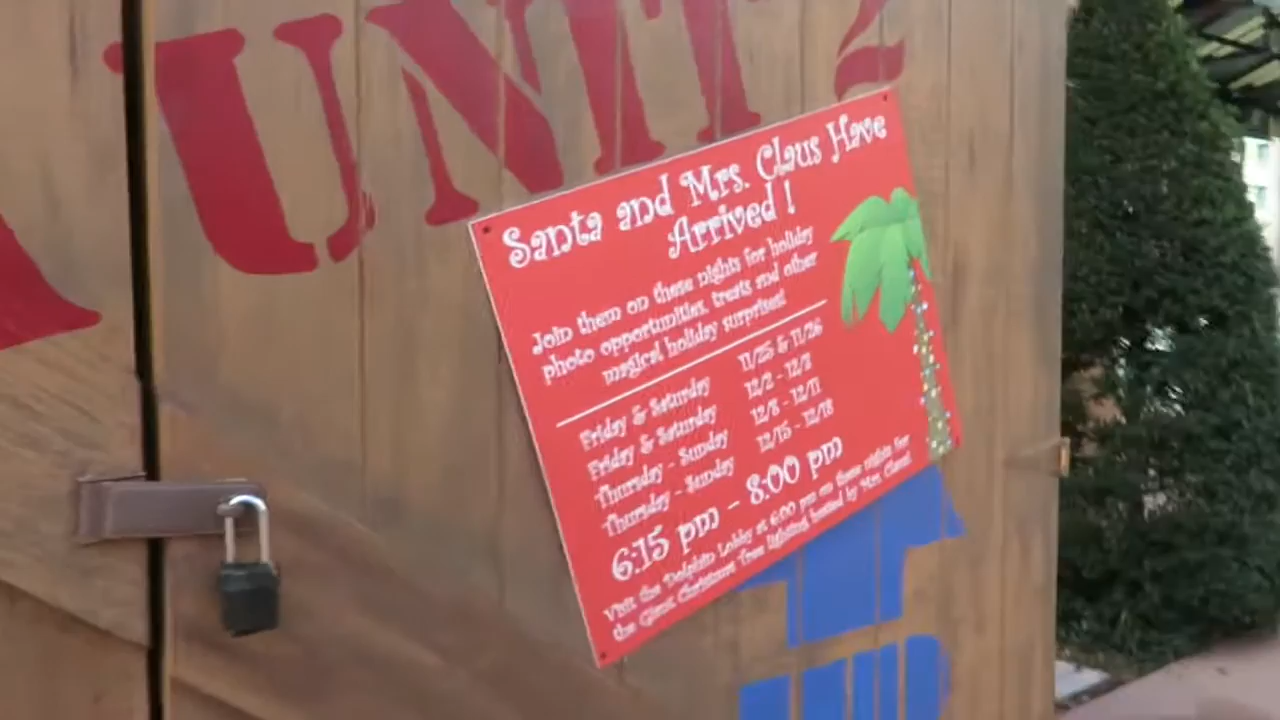 UNIT 2
Santa and Mrs. Claus Have
Arrived !
Join them on these nights for holiday
photo opportunities, treats and other
magical holiday surprises!
Friday & Saturday 11/25 & 11/26
Friday & Saturday 12/2 - 12/3
Thursday - Sunday 12/8 - 12/11
Thursday - Sunday 12/15 - 12/18
6:15 pm - 8:00 pm
Visit the Dolphin Lobby at 6:00 pm on these nights for
the Giant Christmas Tree lighting hosted by Mrs. Claus!